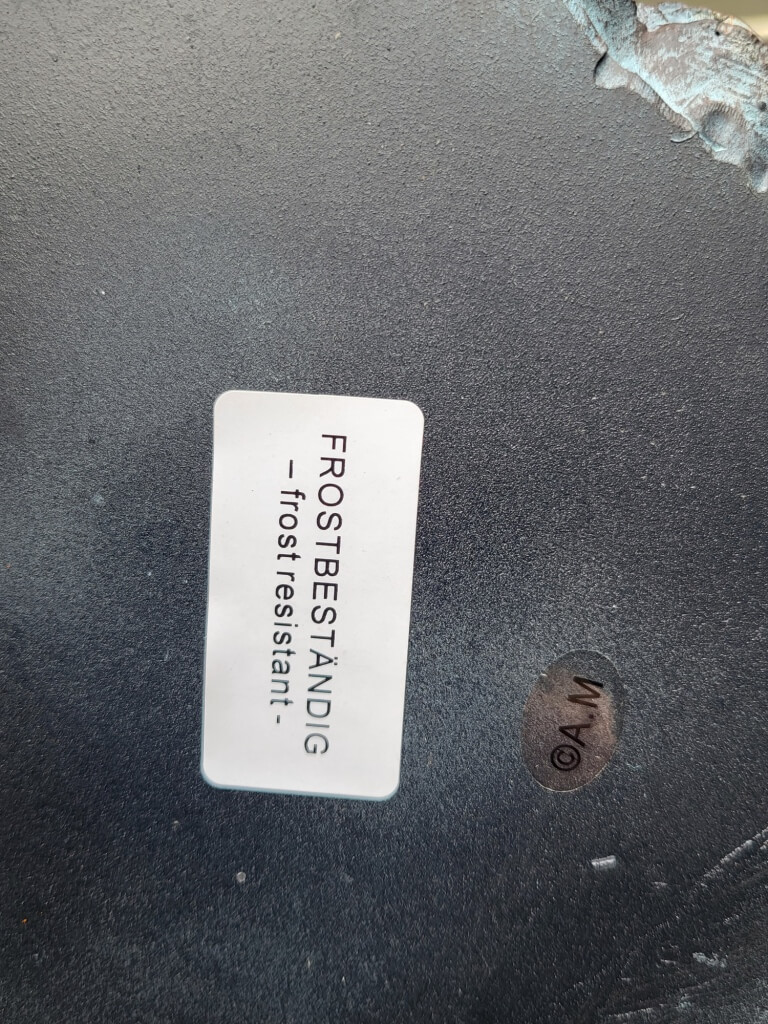 FROSTBESTÄNDIG
– frost resistant -
©A.M